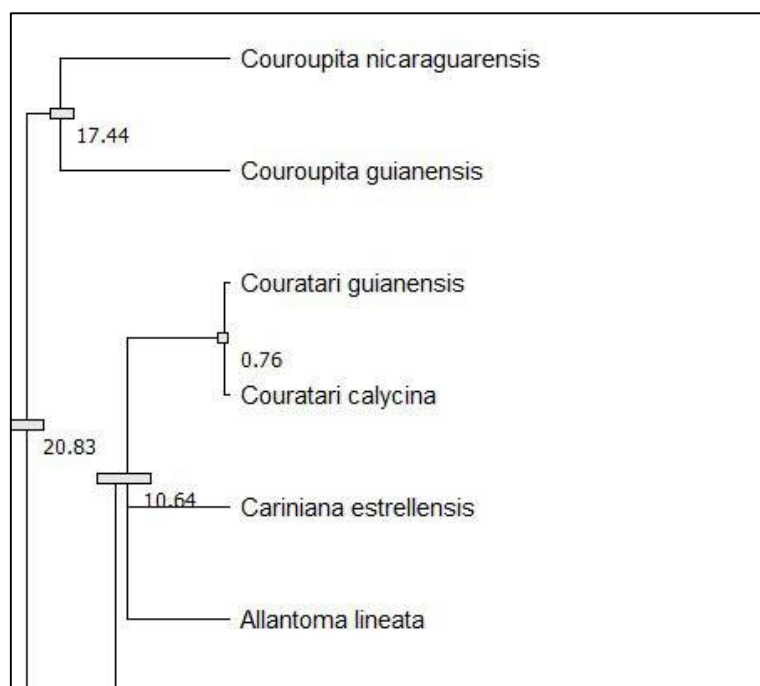 Couroupita nicaraguarensis
17.44
Couroupita guianensis
Couratari guianensis
0.76
Couratari calycina
20.83
10.64
Cariniana estrellensis
Allantoma lineata